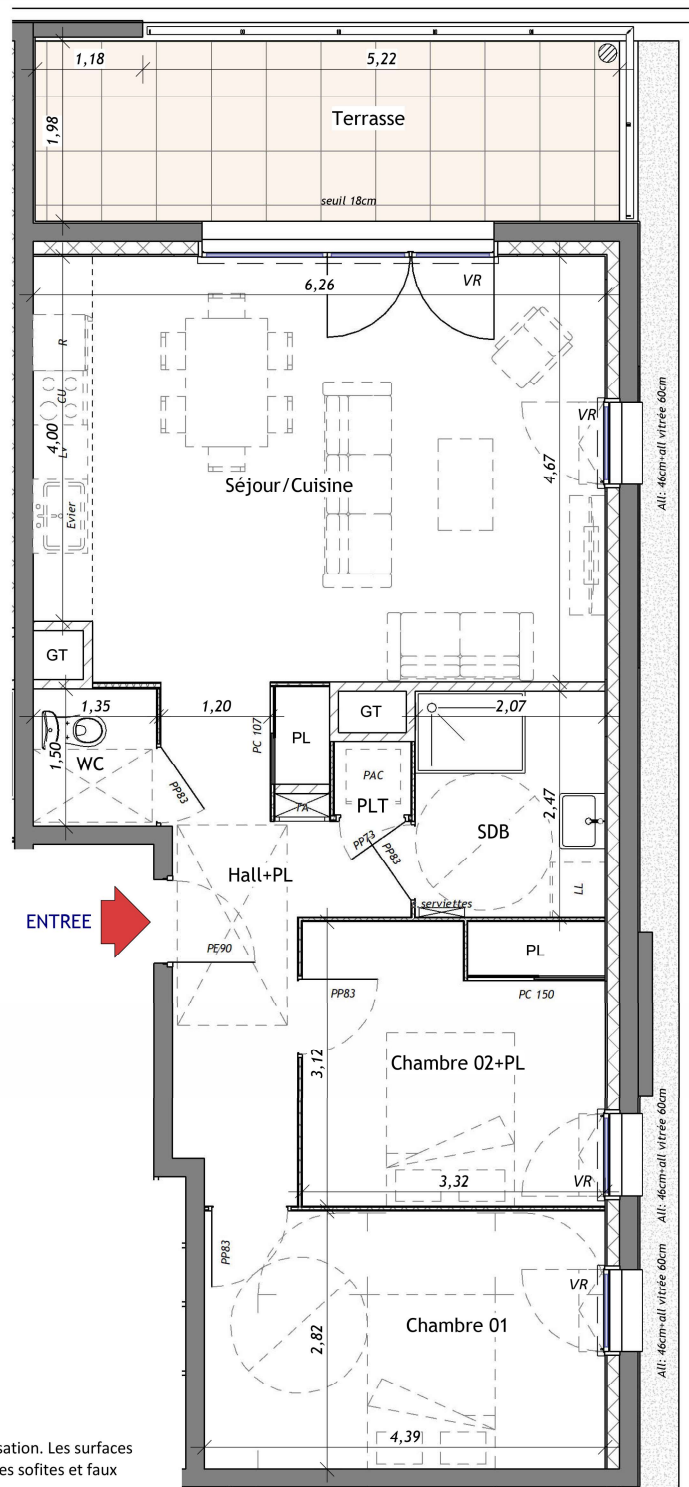 1,18
5,22
1,98
Terrasse
seuil 18cm
6,26
VR
R
CU
4,00
LV
Evier
Séjour/Cuisine
VR
4,67
All: 46cm+all vitrée 60cm
GT
1,35
1,20
PC 107
PL
GT
2,07
1,50
WC
PP83
PAC
PLT
TA
PP73
PP83
SDB
2,47
LL
Hall+PL
serviettes
ENTREE
PE90
PL
PP83
PC 150
3,12
Chambre 02+PL
3,32
VR
All: 46cm+all vitrée 60cm
PP83
VR
All: 46cm+all vitrée 60cm
Chambre 01
2,82
4,39
sation. Les surfaces
es sofites et faux